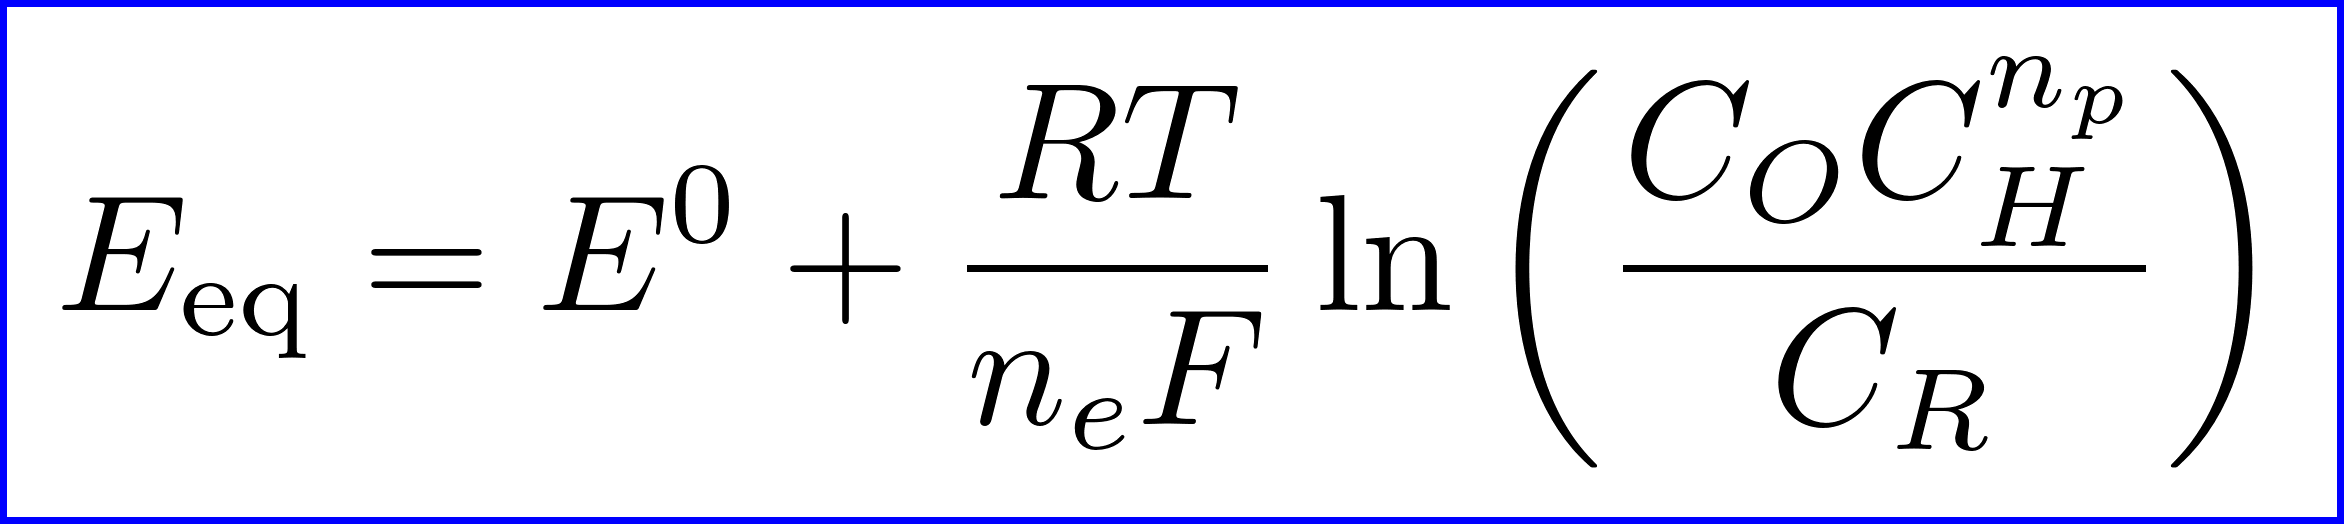 E_eq = E^0 + \frac{RT}{n_e F} \ln \left( \frac{C_O C_H^{n_p}}{C_R} \right)